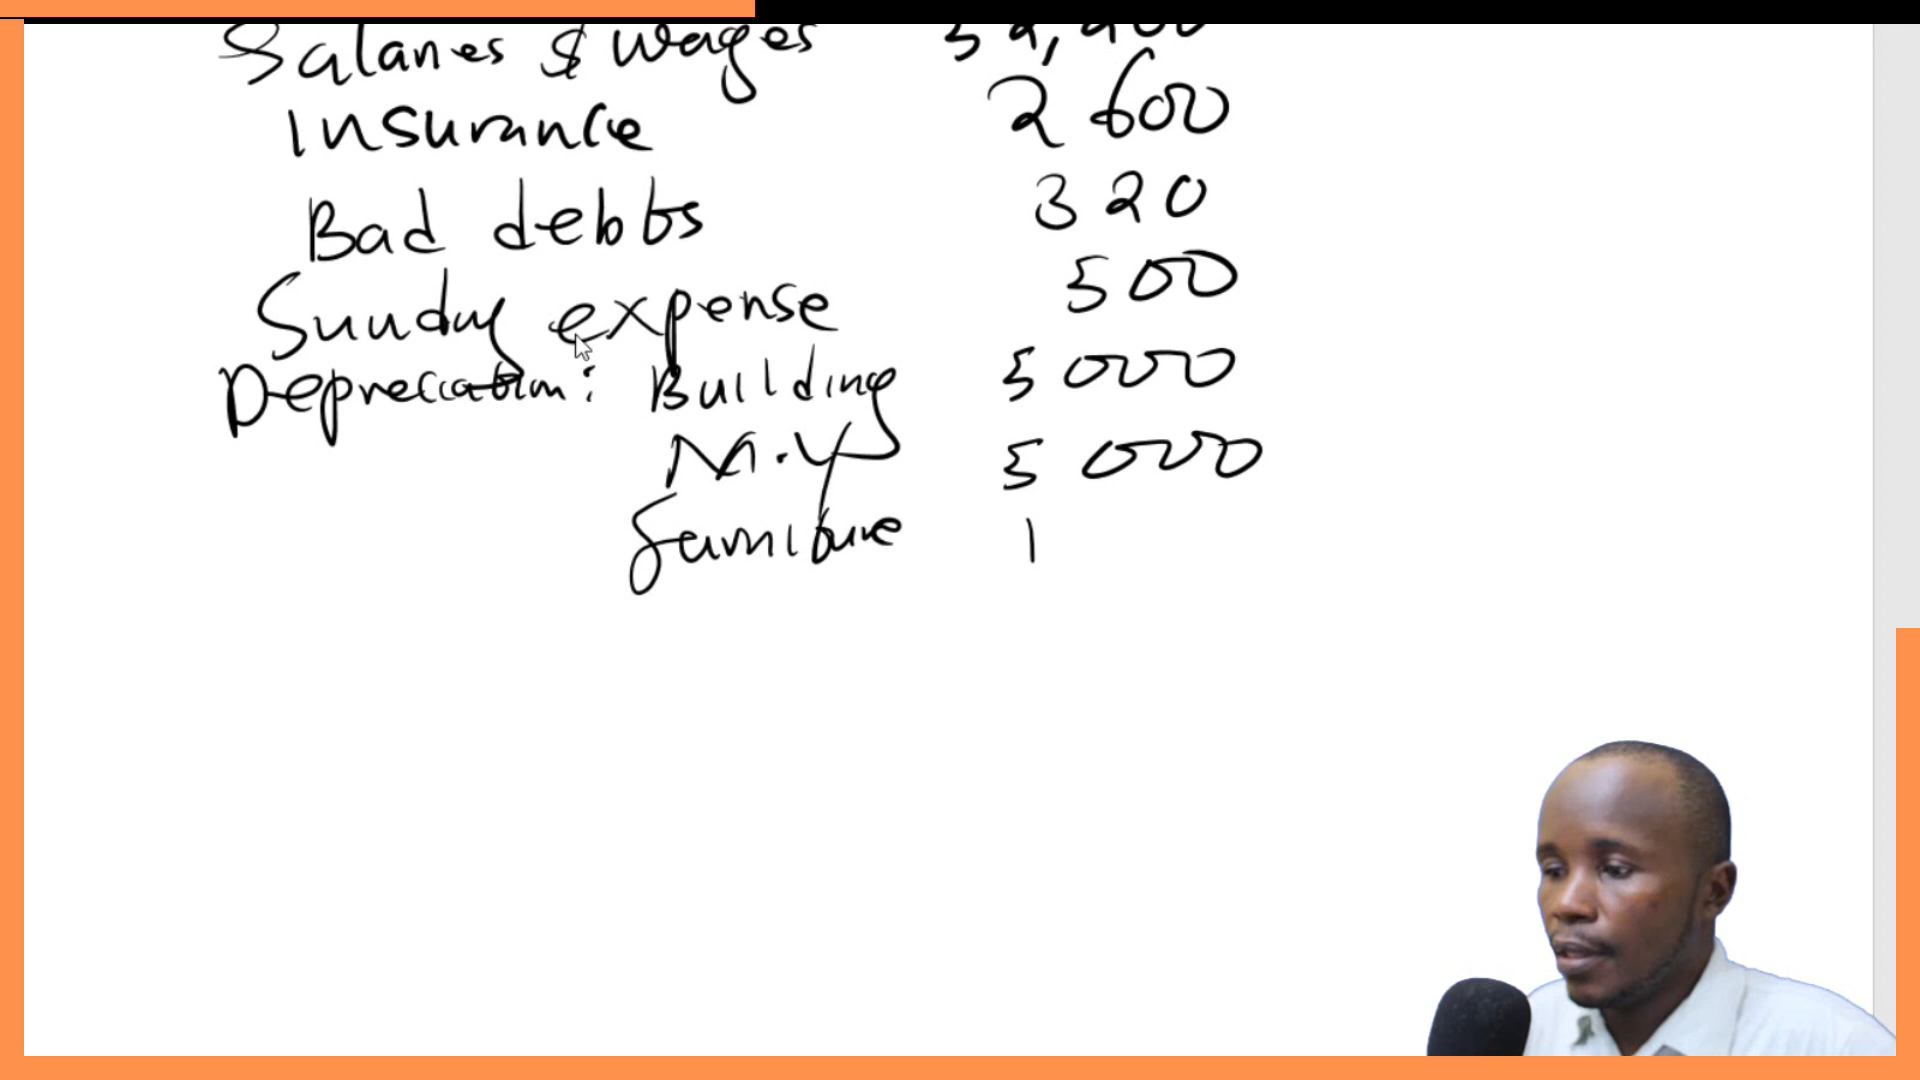 Salaries & wages
Insurance 2 600
Bad debts 320
Sundry expense 500
Depreciation: Building 5 000
M.V 5 000
furniture 1